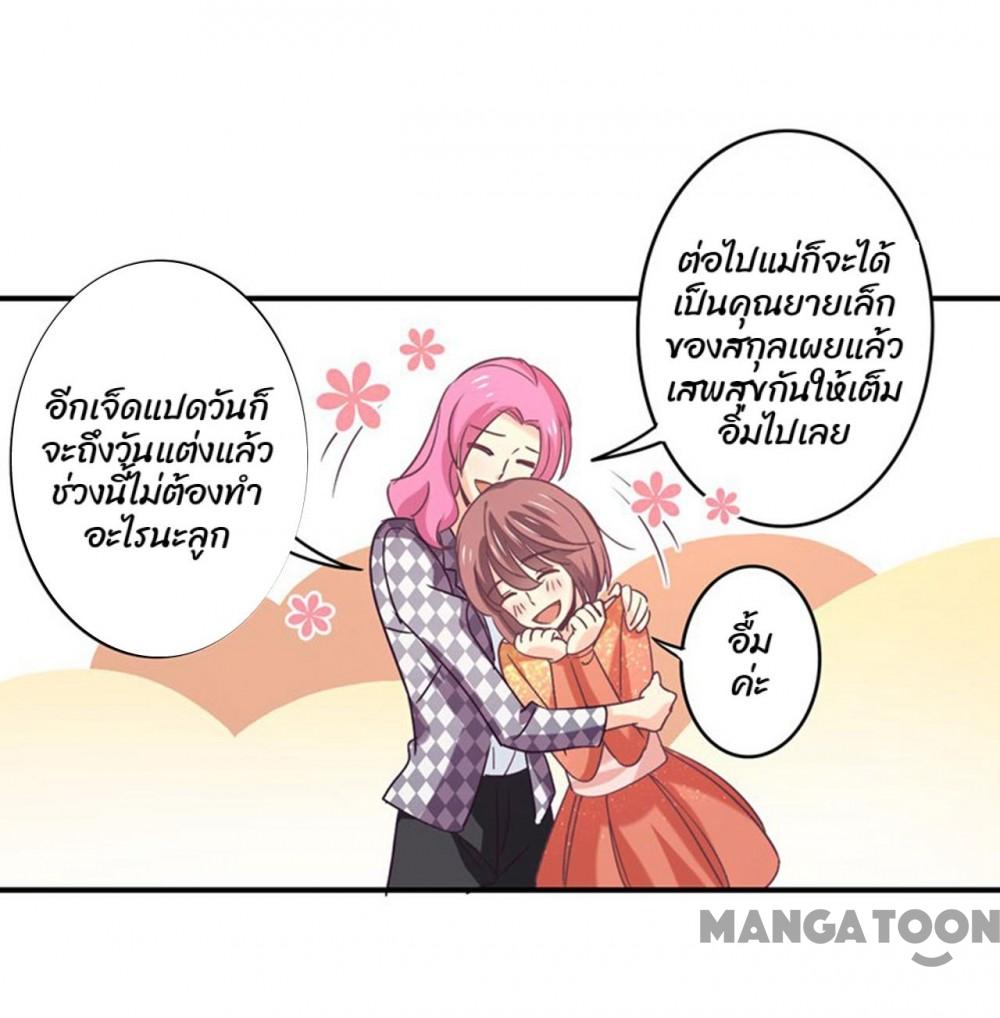 อีกเจ็ดแปดวันก็
จะถึงวันแต่งแล้ว
ช่วงนี้ไม่ต้องทำ
อะไรนะลูก
ต่อไปแม่ก็จะได้
เป็นคุณยายเล็ก
ของสกุลเผยแล้ว
เสพสุขกันให้เต็ม
อิ่มไปเลย
อื้ม
ค่ะ
MANGATOON